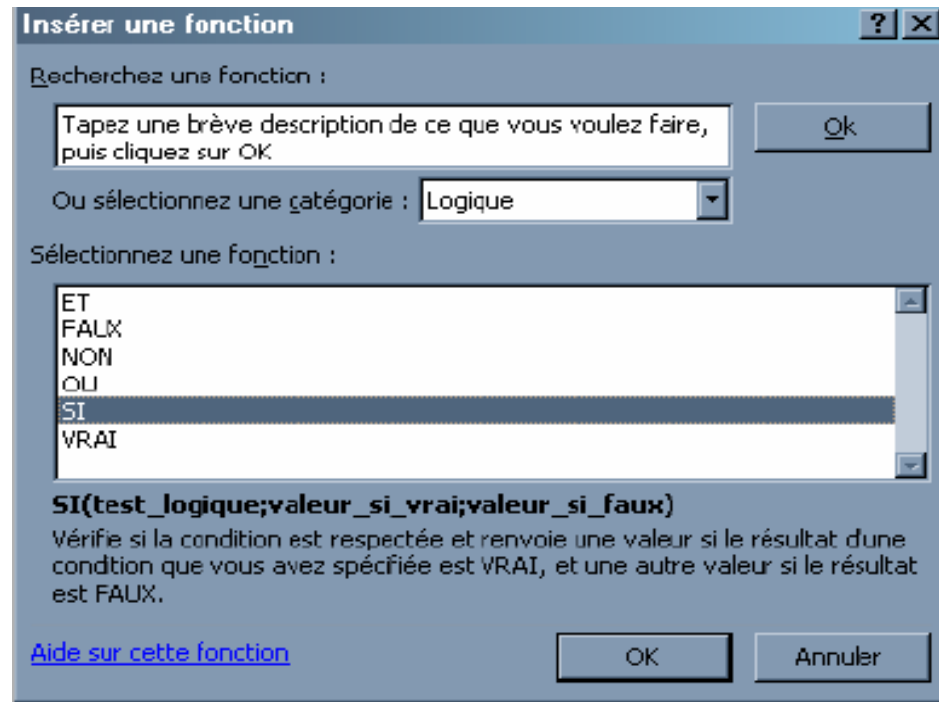 Insérer une fonction
Recherchez une fonction :
Tapez une brève description de ce que vous voulez faire,
puis cliquez sur OK
Ok
Ou sélectionnez une catégorie : Logique
Sélectionnez une fonction :
ET
FAUX
NON
OU
SI
VRAI
SI(test_logique;valeur_si_vrai;valeur_si_faux)
Vérifie si la condition est respectée et renvoie une valeur si le résultat d'une
condition que vous avez spécifiée est VRAI, et une autre valeur si le résultat
est FAUX.
Aide sur cette fonction
OK
Annuler